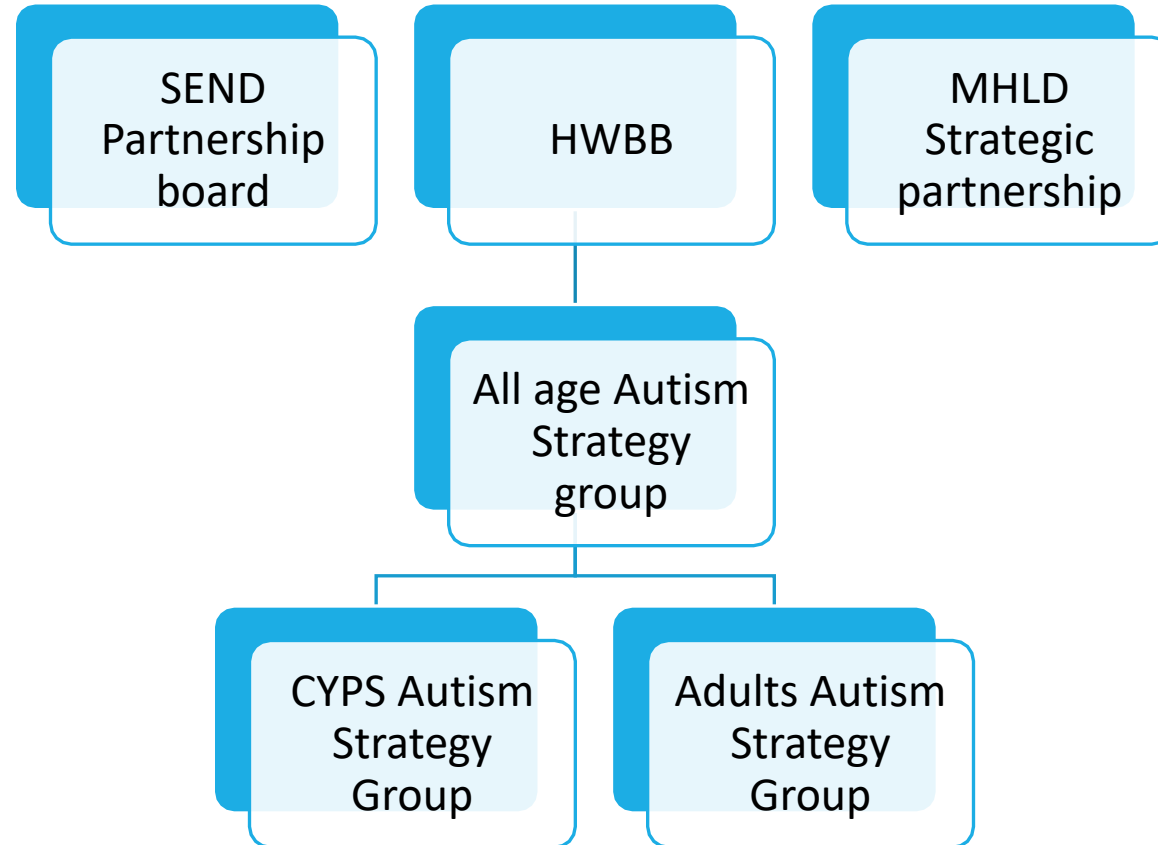 SEND
Partnership
board
HWBB
MHLD
Strategic
partnership
All age Autism
Strategy
group
CYPS Autism
Strategy
Group
Adults Autism
Strategy
Group